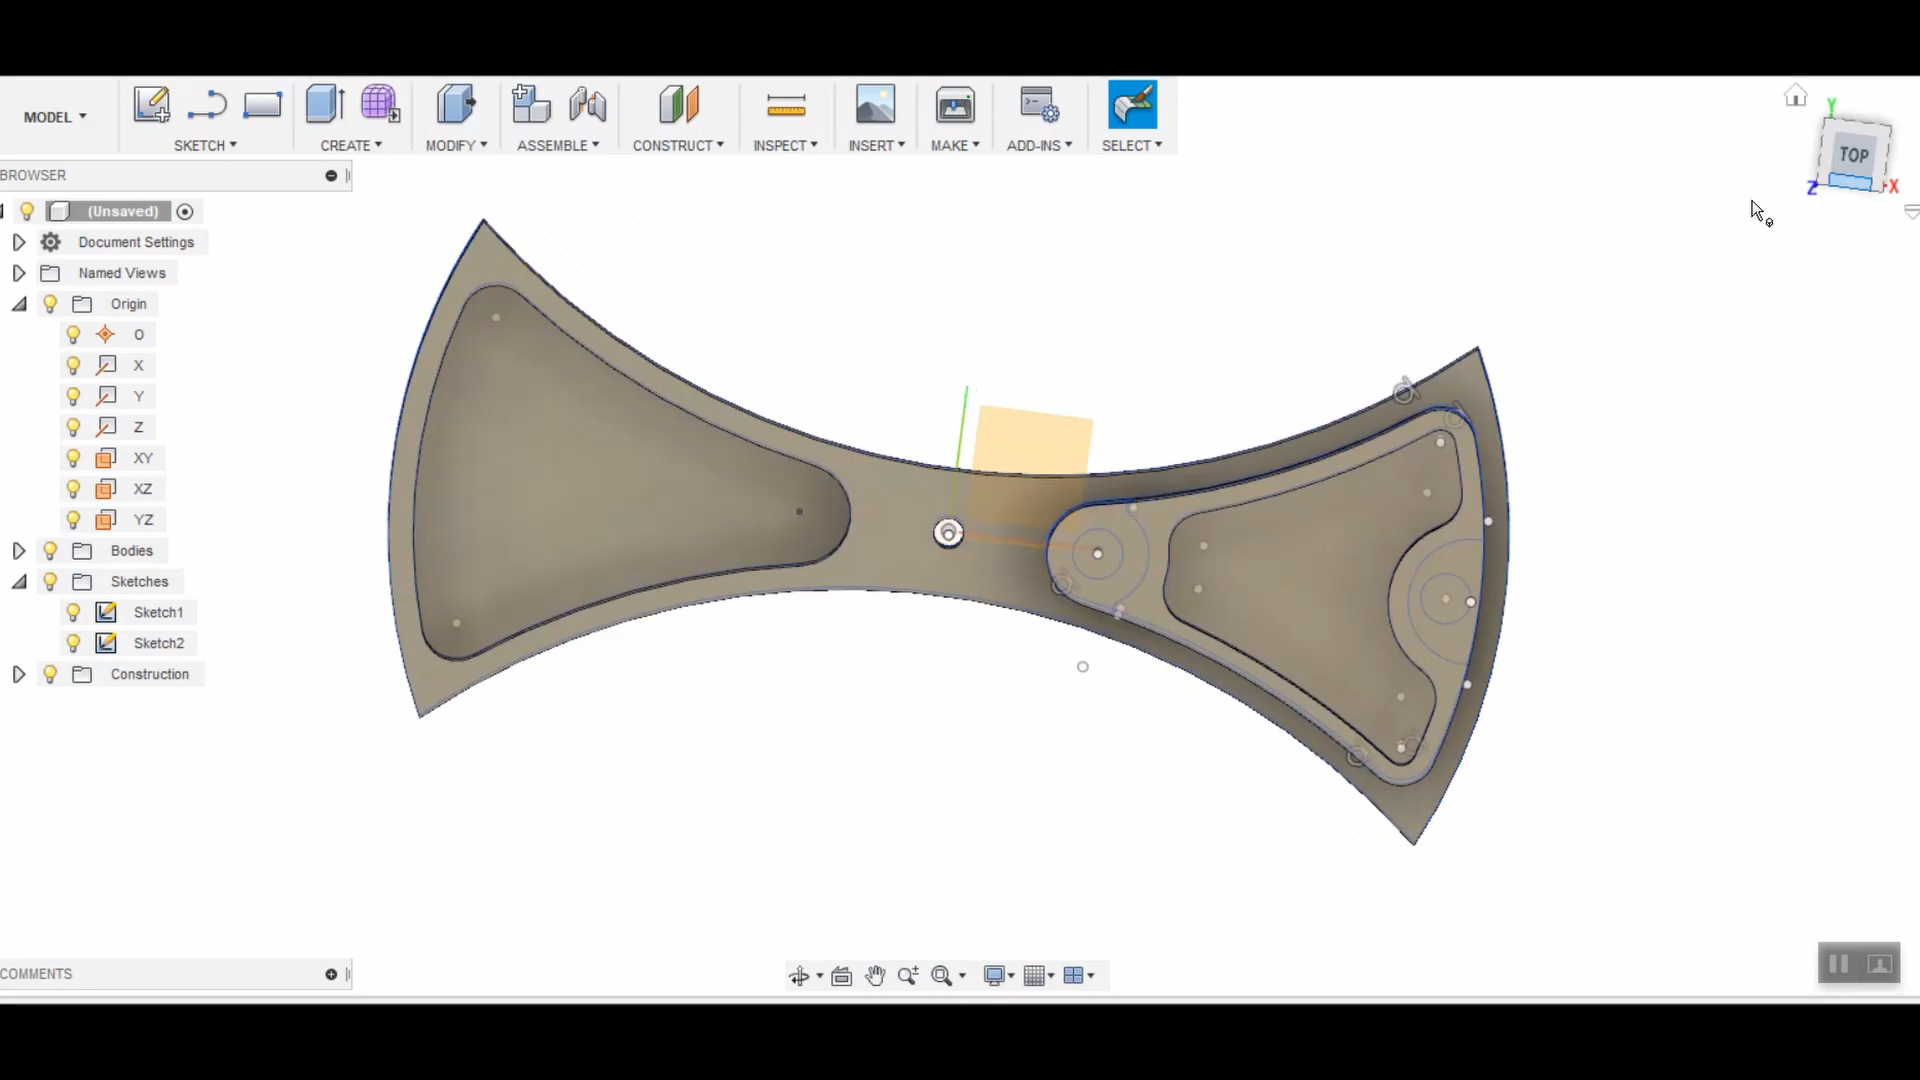 MODEL
SKETCH
CREATE
MODIFY
ASSEMBLE
CONSTRUCT
INSPECT
INSERT
MAKE
ADD-INS
SELECT
Y
TOP
Z
X
BROWSER
(Unsaved)
Document Settings
Named Views
Origin
O
X
Y
Z
XY
XZ
YZ
Bodies
Sketches
Sketch1
Sketch2
Construction
COMMENTS